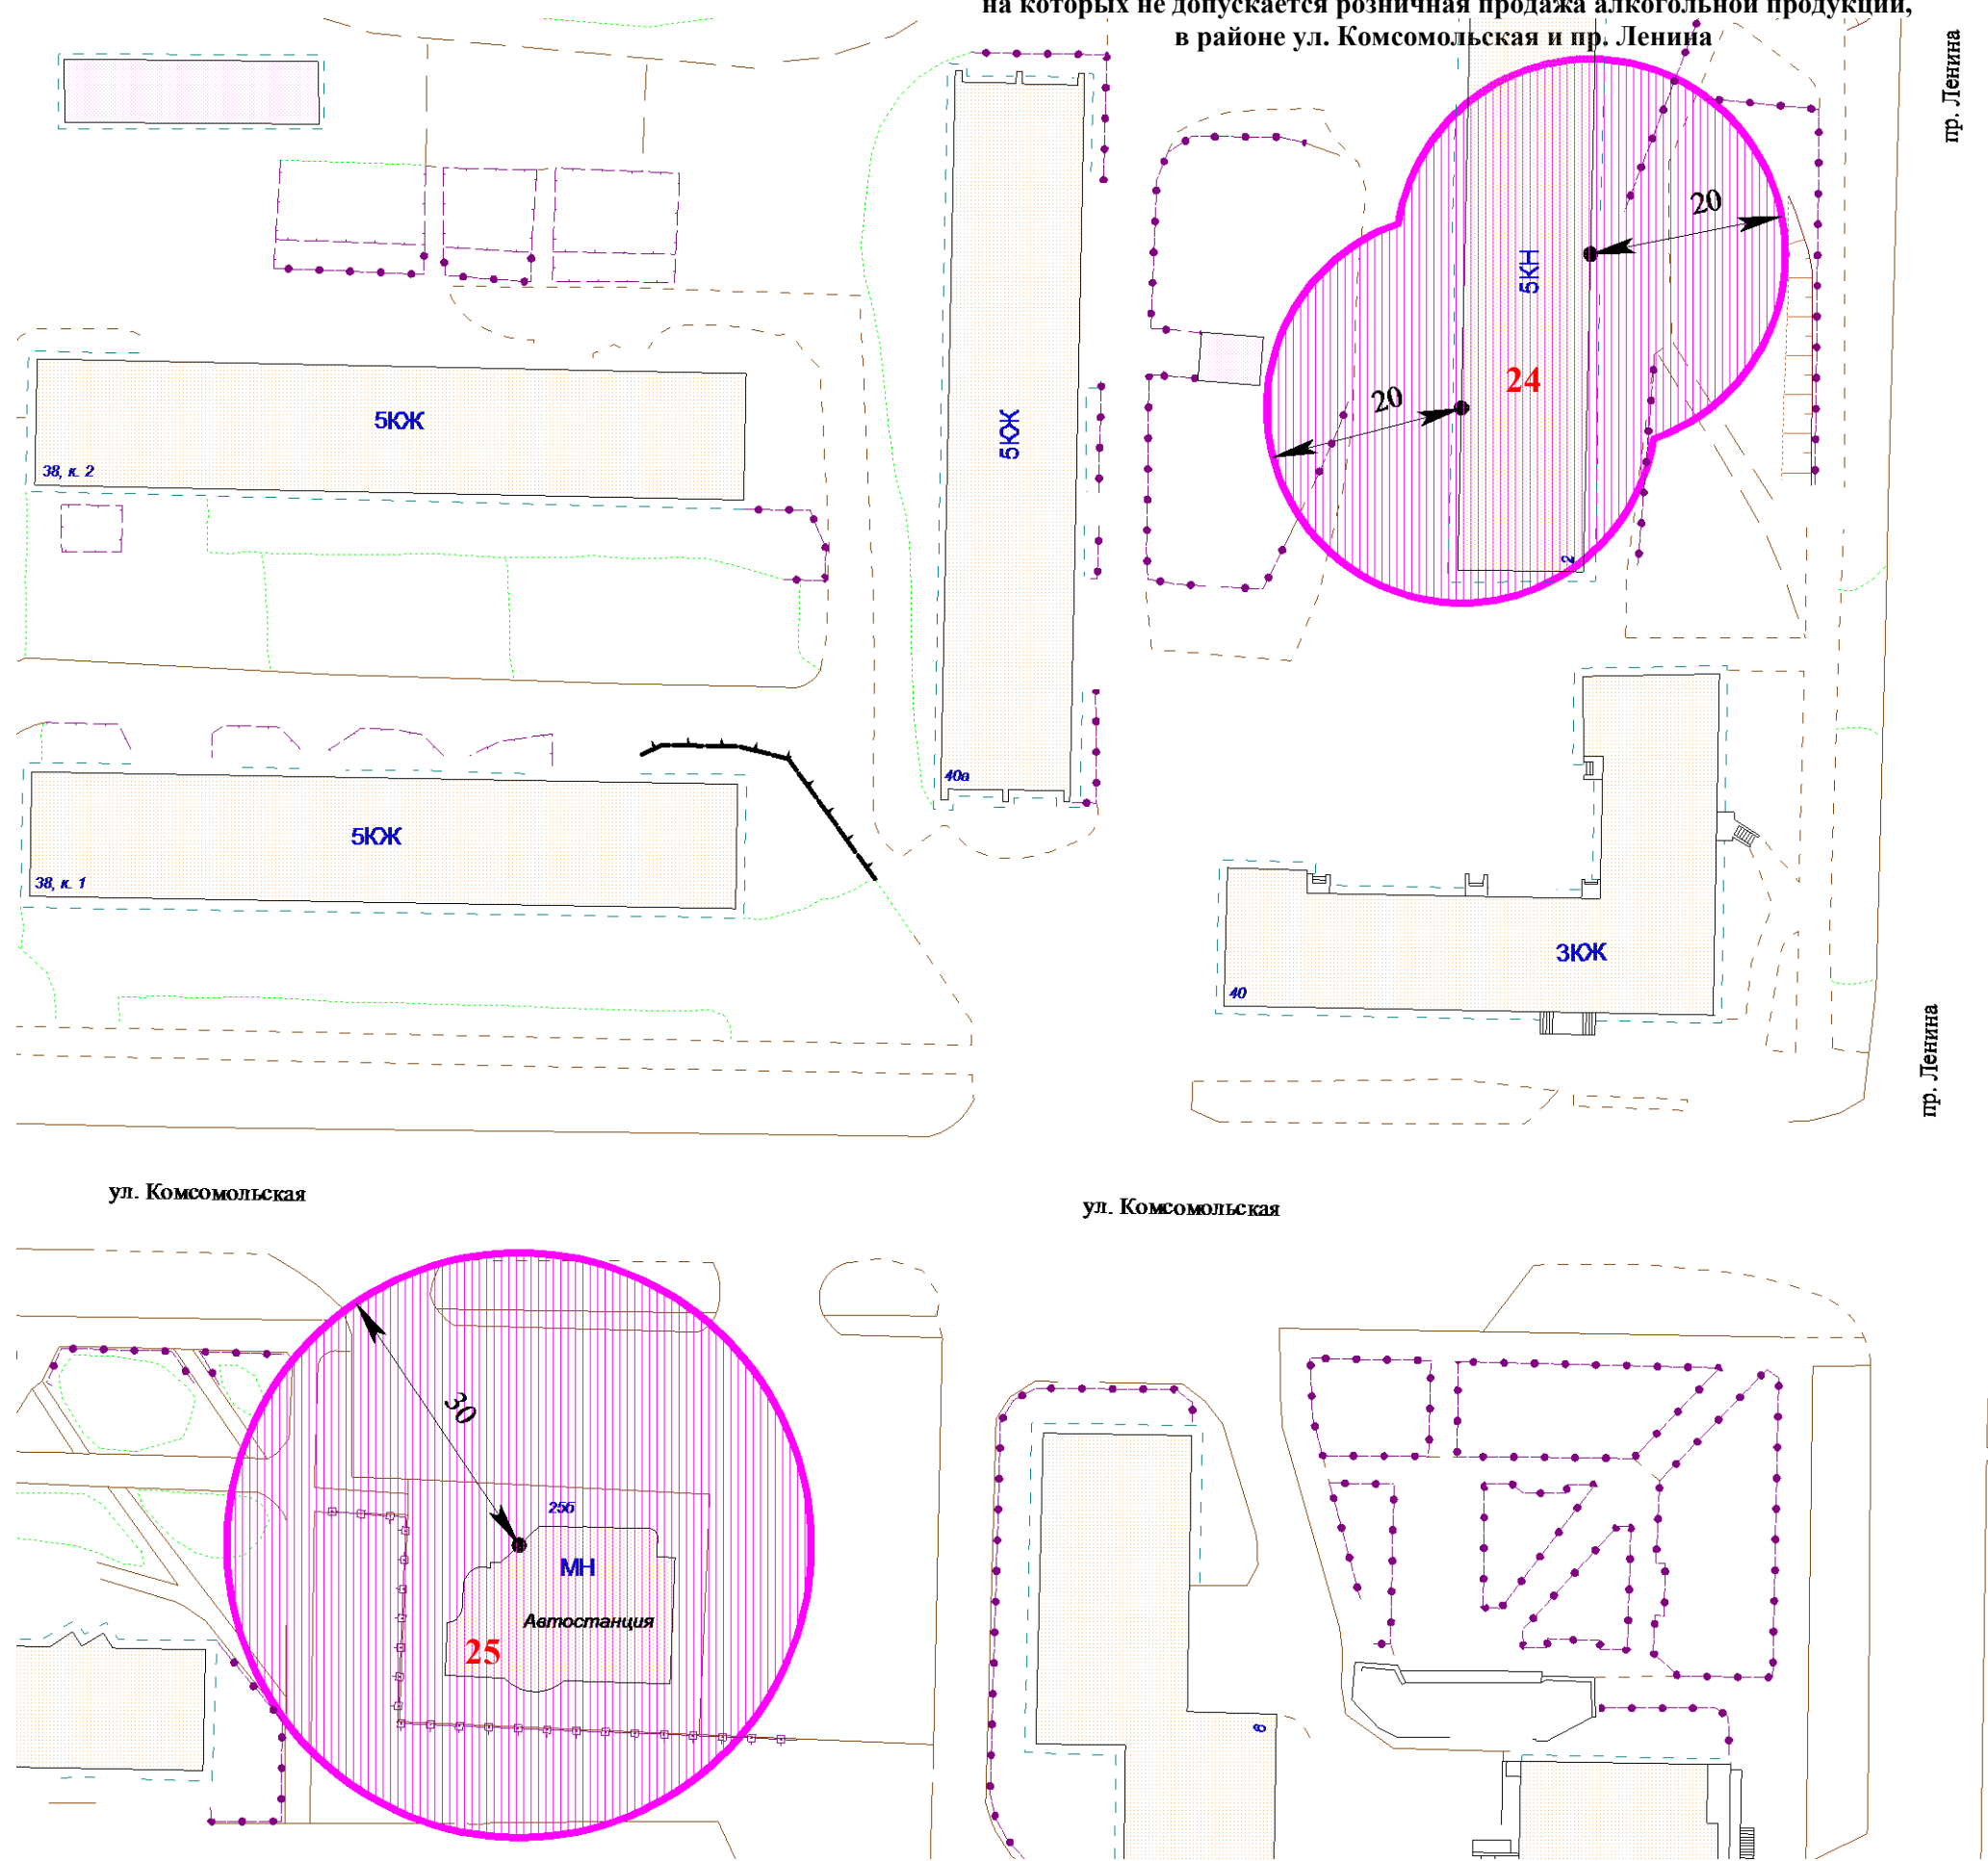 на которых не допускается розничная продажа алкогольной продукции,
в районе ул. Комсомольская и пр. Ленина
пр. Ленина
20
5КН
24
20
2
5КЖ
38, к. 2
5КЖ
40а
5КЖ
38, к. 1
3КЖ
40
пр. Ленина
ул. Комсомольская
ул. Комсомольская
30
25б
МН
Автостанция
25